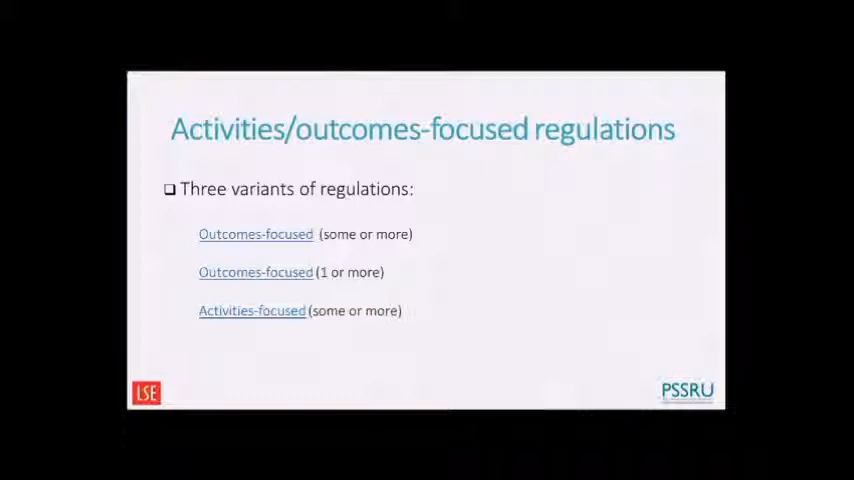 Activities/outcomes-focused regulations
Three variants of regulations:
Outcomes-focused (some or more)
Outcomes-focused (1 or more)
Activities-focused (some or more)
LSE
PSSRU